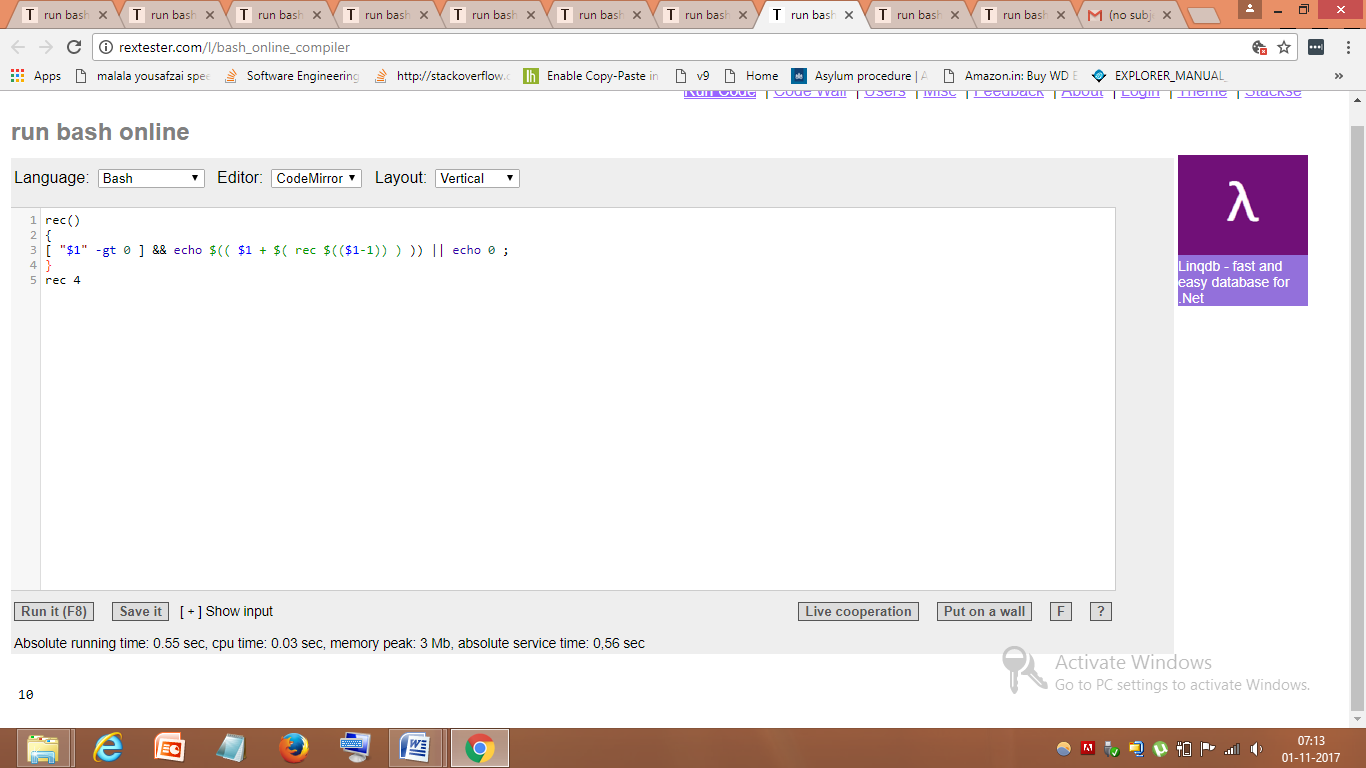 run bash
run bash
run bash
run bash
run bash
run bash
run bash
run bash
run bash
run bash
(no subj
rextester.com/l/bash_online_compiler
Apps malala yousafzai spee Software Engineering http://stackoverflow.c Enable Copy-Paste in v9 Home Asylum procedure | A Amazon.in: Buy WD E EXPLORER_MANUAL_ »
Run Code | Code Wall | Users | Misc | Feedback | About | Login | Theme | Stackse
run bash online
Language: Bash Editor: CodeMirror Layout: Vertical
1 rec()
2 {
3 [ "$1" -gt 0 ] && echo $(( $1 + $( rec $(($1-1)) ) )) || echo 0 ;
4 }
5 rec 4
λ
Linqdb - fast and
easy database for
.Net
Run it (F8) Save it [ + ] Show input Live cooperation Put on a wall F ?
Absolute running time: 0.55 sec, cpu time: 0.03 sec, memory peak: 3 Mb, absolute service time: 0,56 sec
Activate Windows
Go to PC settings to activate Windows.
10
07:13
01-11-2017